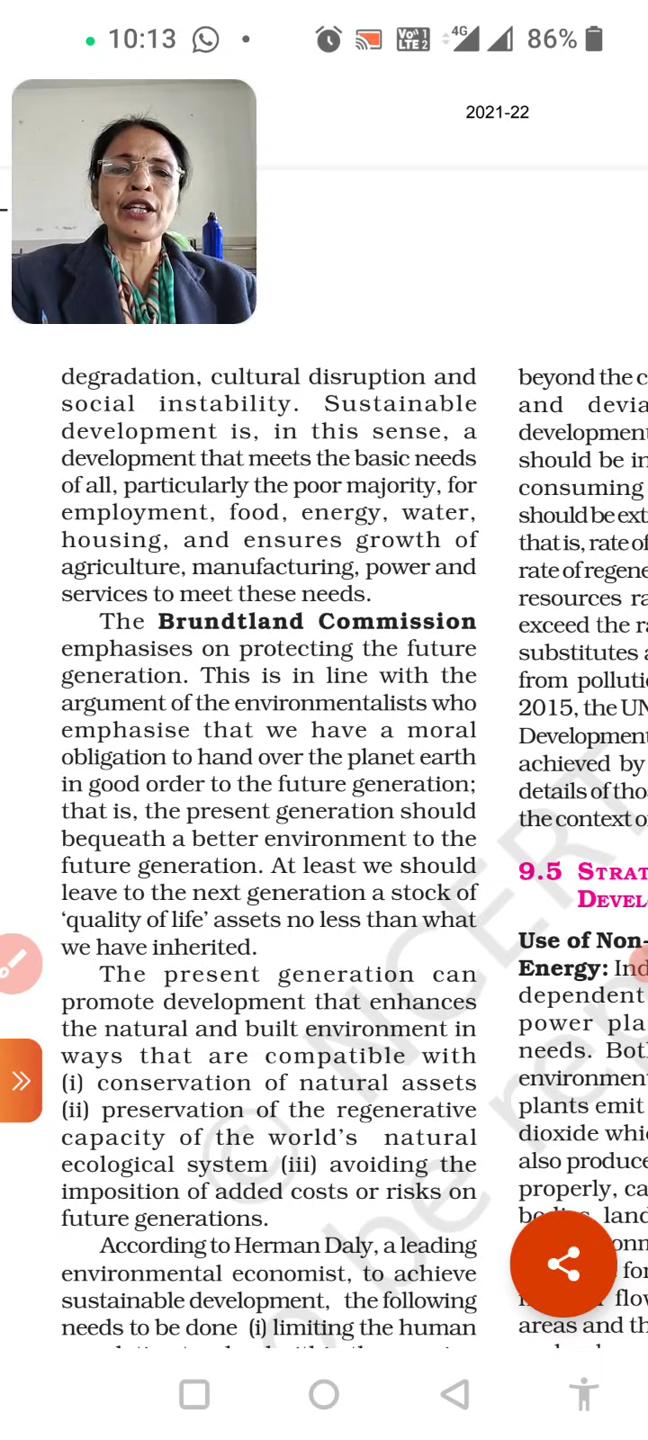 10:13
Vo)) 1
LTE 2
4G
86%
2021-22
degradation, cultural disruption and
social instability. Sustainable
development is, in this sense, a
development that meets the basic needs
of all, particularly the poor majority, for
employment, food, energy, water,
housing, and ensures growth of
agriculture, manufacturing, power and
services to meet these needs.
The Brundtland Commission
emphasises on protecting the future
generation. This is in line with the
argument of the environmentalists who
emphasise that we have a moral
obligation to hand over the planet earth
in good order to the future generation;
that is, the present generation should
bequeath a better environment to the
future generation. At least we should
leave to the next generation a stock of
‘quality of life’ assets no less than what
we have inherited.
The present generation can
promote development that enhances
the natural and built environment in
ways that are compatible with
(i) conservation of natural assets
(ii) preservation of the regenerative
capacity of the world’s natural
ecological system (iii) avoiding the
imposition of added costs or risks on
future generations.
According to Herman Daly, a leading
environmental economist, to achieve
sustainable development, the following
needs to be done (i) limiting the human
beyond the c
and devia
development
should be in
consuming
should be ext
that is, rate of
rate of regene
resources ra
exceed the ra
substitutes a
from polluti
2015, the UN
Development
achieved by
details of tho
the context o
9.5 STRAT
DEVEL
Use of Non-
Energy: Ind
dependent
power pla
needs. Bot
environment
plants emit
dioxide whic
also produce
properly, ca
land
onn
for
flov
areas and th
© NCERT
o be rep